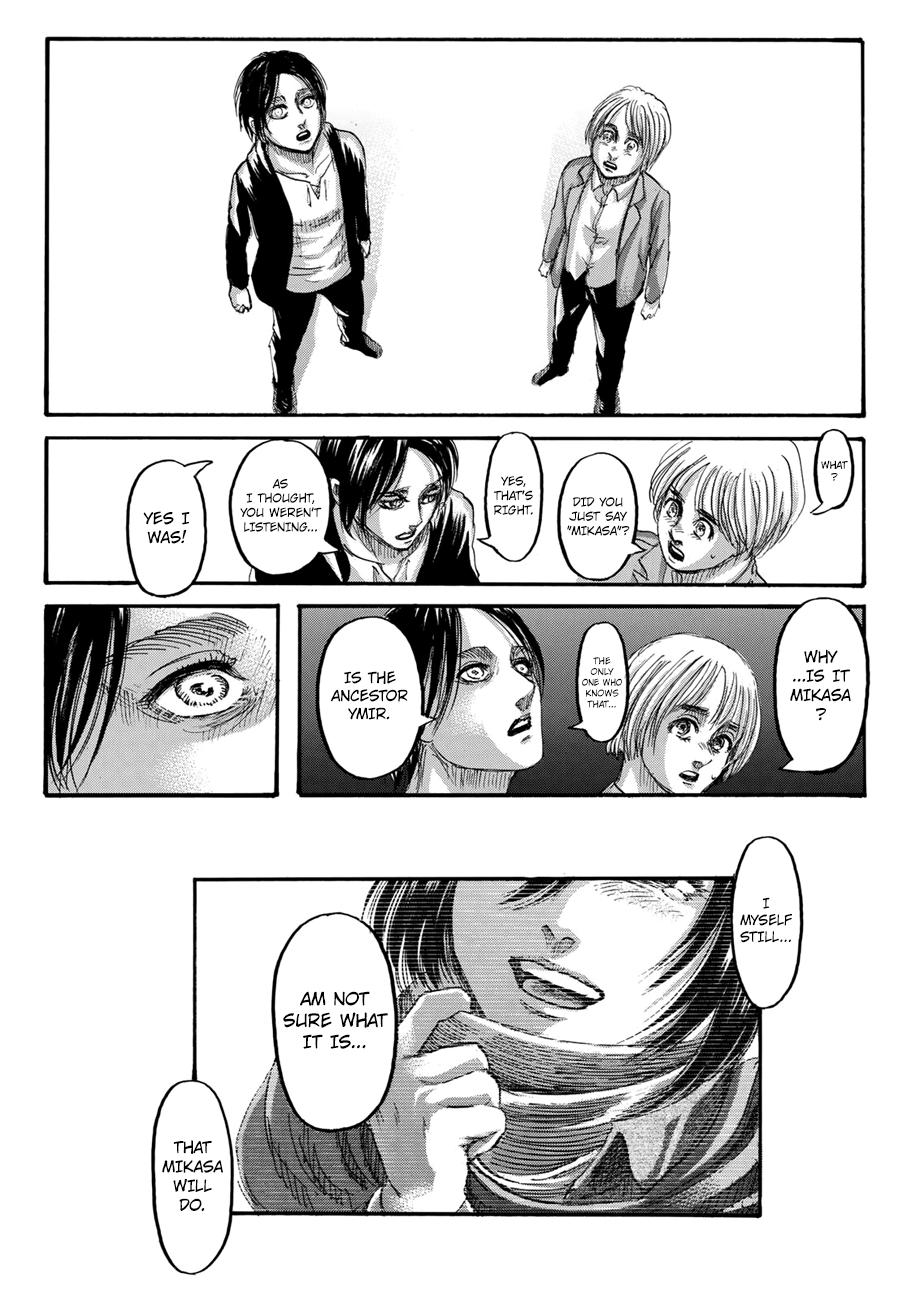 WHAT
?
DID YOU
JUST SAY
"MIKASA"?
YES,
THAT'S
RIGHT.
AS
I THOUGHT,
YOU WEREN'T
LISTENING...
YES I
WAS!
WHY
...IS IT
MIKASA
?
THE
ONLY
ONE WHO
KNOWS
THAT...
IS THE
ANCESTOR
YMIR.
I
MYSELF
STILL...
AM NOT
SURE WHAT
IT IS...
THAT
MIKASA
WILL
DO.